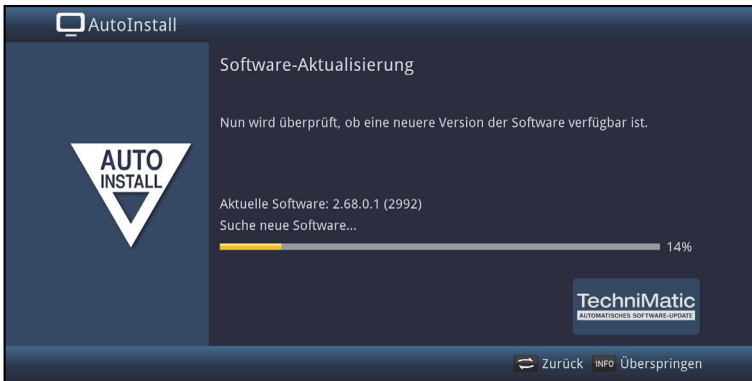 AutoInstall
Software-Aktualisierung
Nun wird überprüft, ob eine neuere Version der Software verfügbar ist.
AUTO
INSTALL
Aktuelle Software: 2.68.0.1 (2992)
Suche neue Software...
14%
TechniMatic
AUTOMATISCHES SOFTWARE-UPDATE
Zurück INFO Überspringen